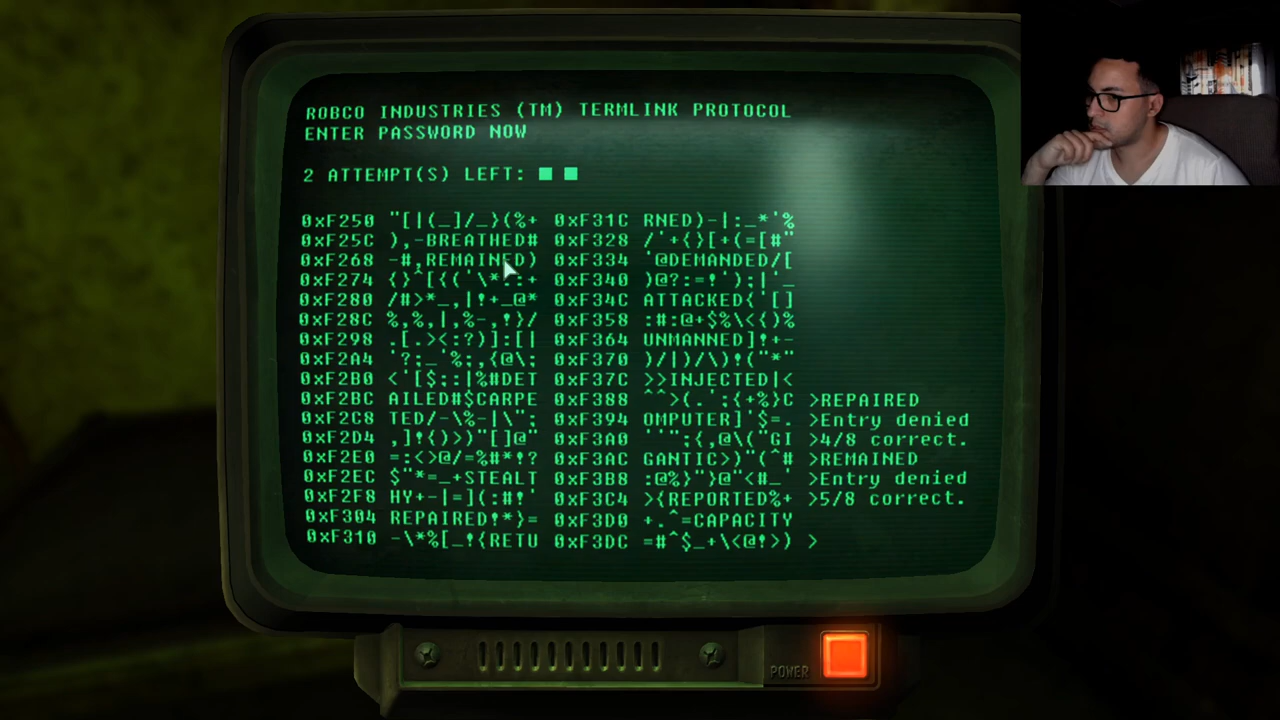 ROBCO INDUSTRIES (TM) TERMLINK PROTOCOL
ENTER PASSWORD NOW
2 ATTEMPT(S) LEFT: ■ ■
0xF250 "[|(_]/_}(%+ 0xF31C RNED)-|:_*'%
0xF25C ),-BREATHED# 0xF328 /'+{}[+(=[#"
0xF268 -#,REMAINED) 0xF334 '@DEMANDED/[
0xF274 {}^[{('\*:+ 0xF340 )@?:=!');|'_
0xF280 /#>*_,|!+_@* 0xF34C ATTACKED{'[]
0xF28C %,%,|,%-,!}/ 0xF358 :#:@+$%\<{)%
0xF298 .[.><:?)]:[| 0xF364 UNMANNED]!+-
0xF2A4 '?;_'%;,{@\: 0xF370 )/|)/\)!("*"
0xF2B0 <'[$;:|%#DET 0xF37C >>INJECTED|<
0xF2BC AILED#$CARPE 0xF388 ^^>(.';{+%}C >REPAIRED
0xF2C8 TED/-\%-|\": 0xF394 OMPUTER]'$=. >Entry denied
0xF2D4 ,]!{)>)"[]@" 0xF3A0 ''";{,@\("GI >4/8 correct.
0xF2E0 =:<>@/=%#*!? 0xF3AC GANTIC>)"(^# >REMAINED
0xF2EC $"*=_+STEALT 0xF3B8 :@%}"}@"<#_' >Entry denied
0xF2F8 HY+-|=](:#!' 0xF3C4 >{REPORTED%+ >5/8 correct.
0xF304 REPAIRED!*}= 0xF3D0 +.^=CAPACITY
0xF310 -\*%[_!{RETU 0xF3DC =#^$_+\<@!>) >
POWER